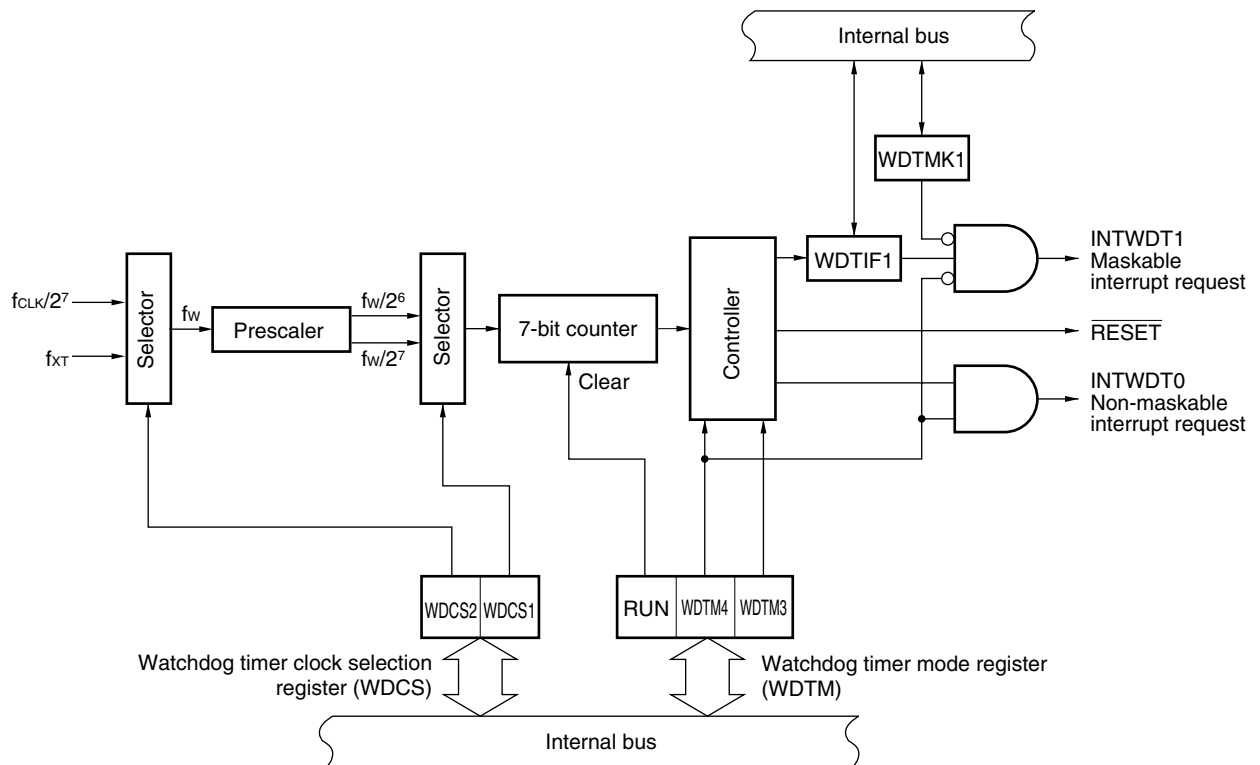 Internal bus
WDTMK1
WDTIF1
INTWDT1
Maskable
interrupt request
fCLK/2⁷
fXT
Selector
fW
Prescaler
fW/2⁶
fW/2⁷
Selector
7-bit counter
Clear
Controller
RESET
INTWDT0
Non-maskable
interrupt request
WDCS2 WDCS1
RUN WDTM4 WDTM3
Watchdog timer clock selection
register (WDCS)
Watchdog timer mode register
(WDTM)
Internal bus